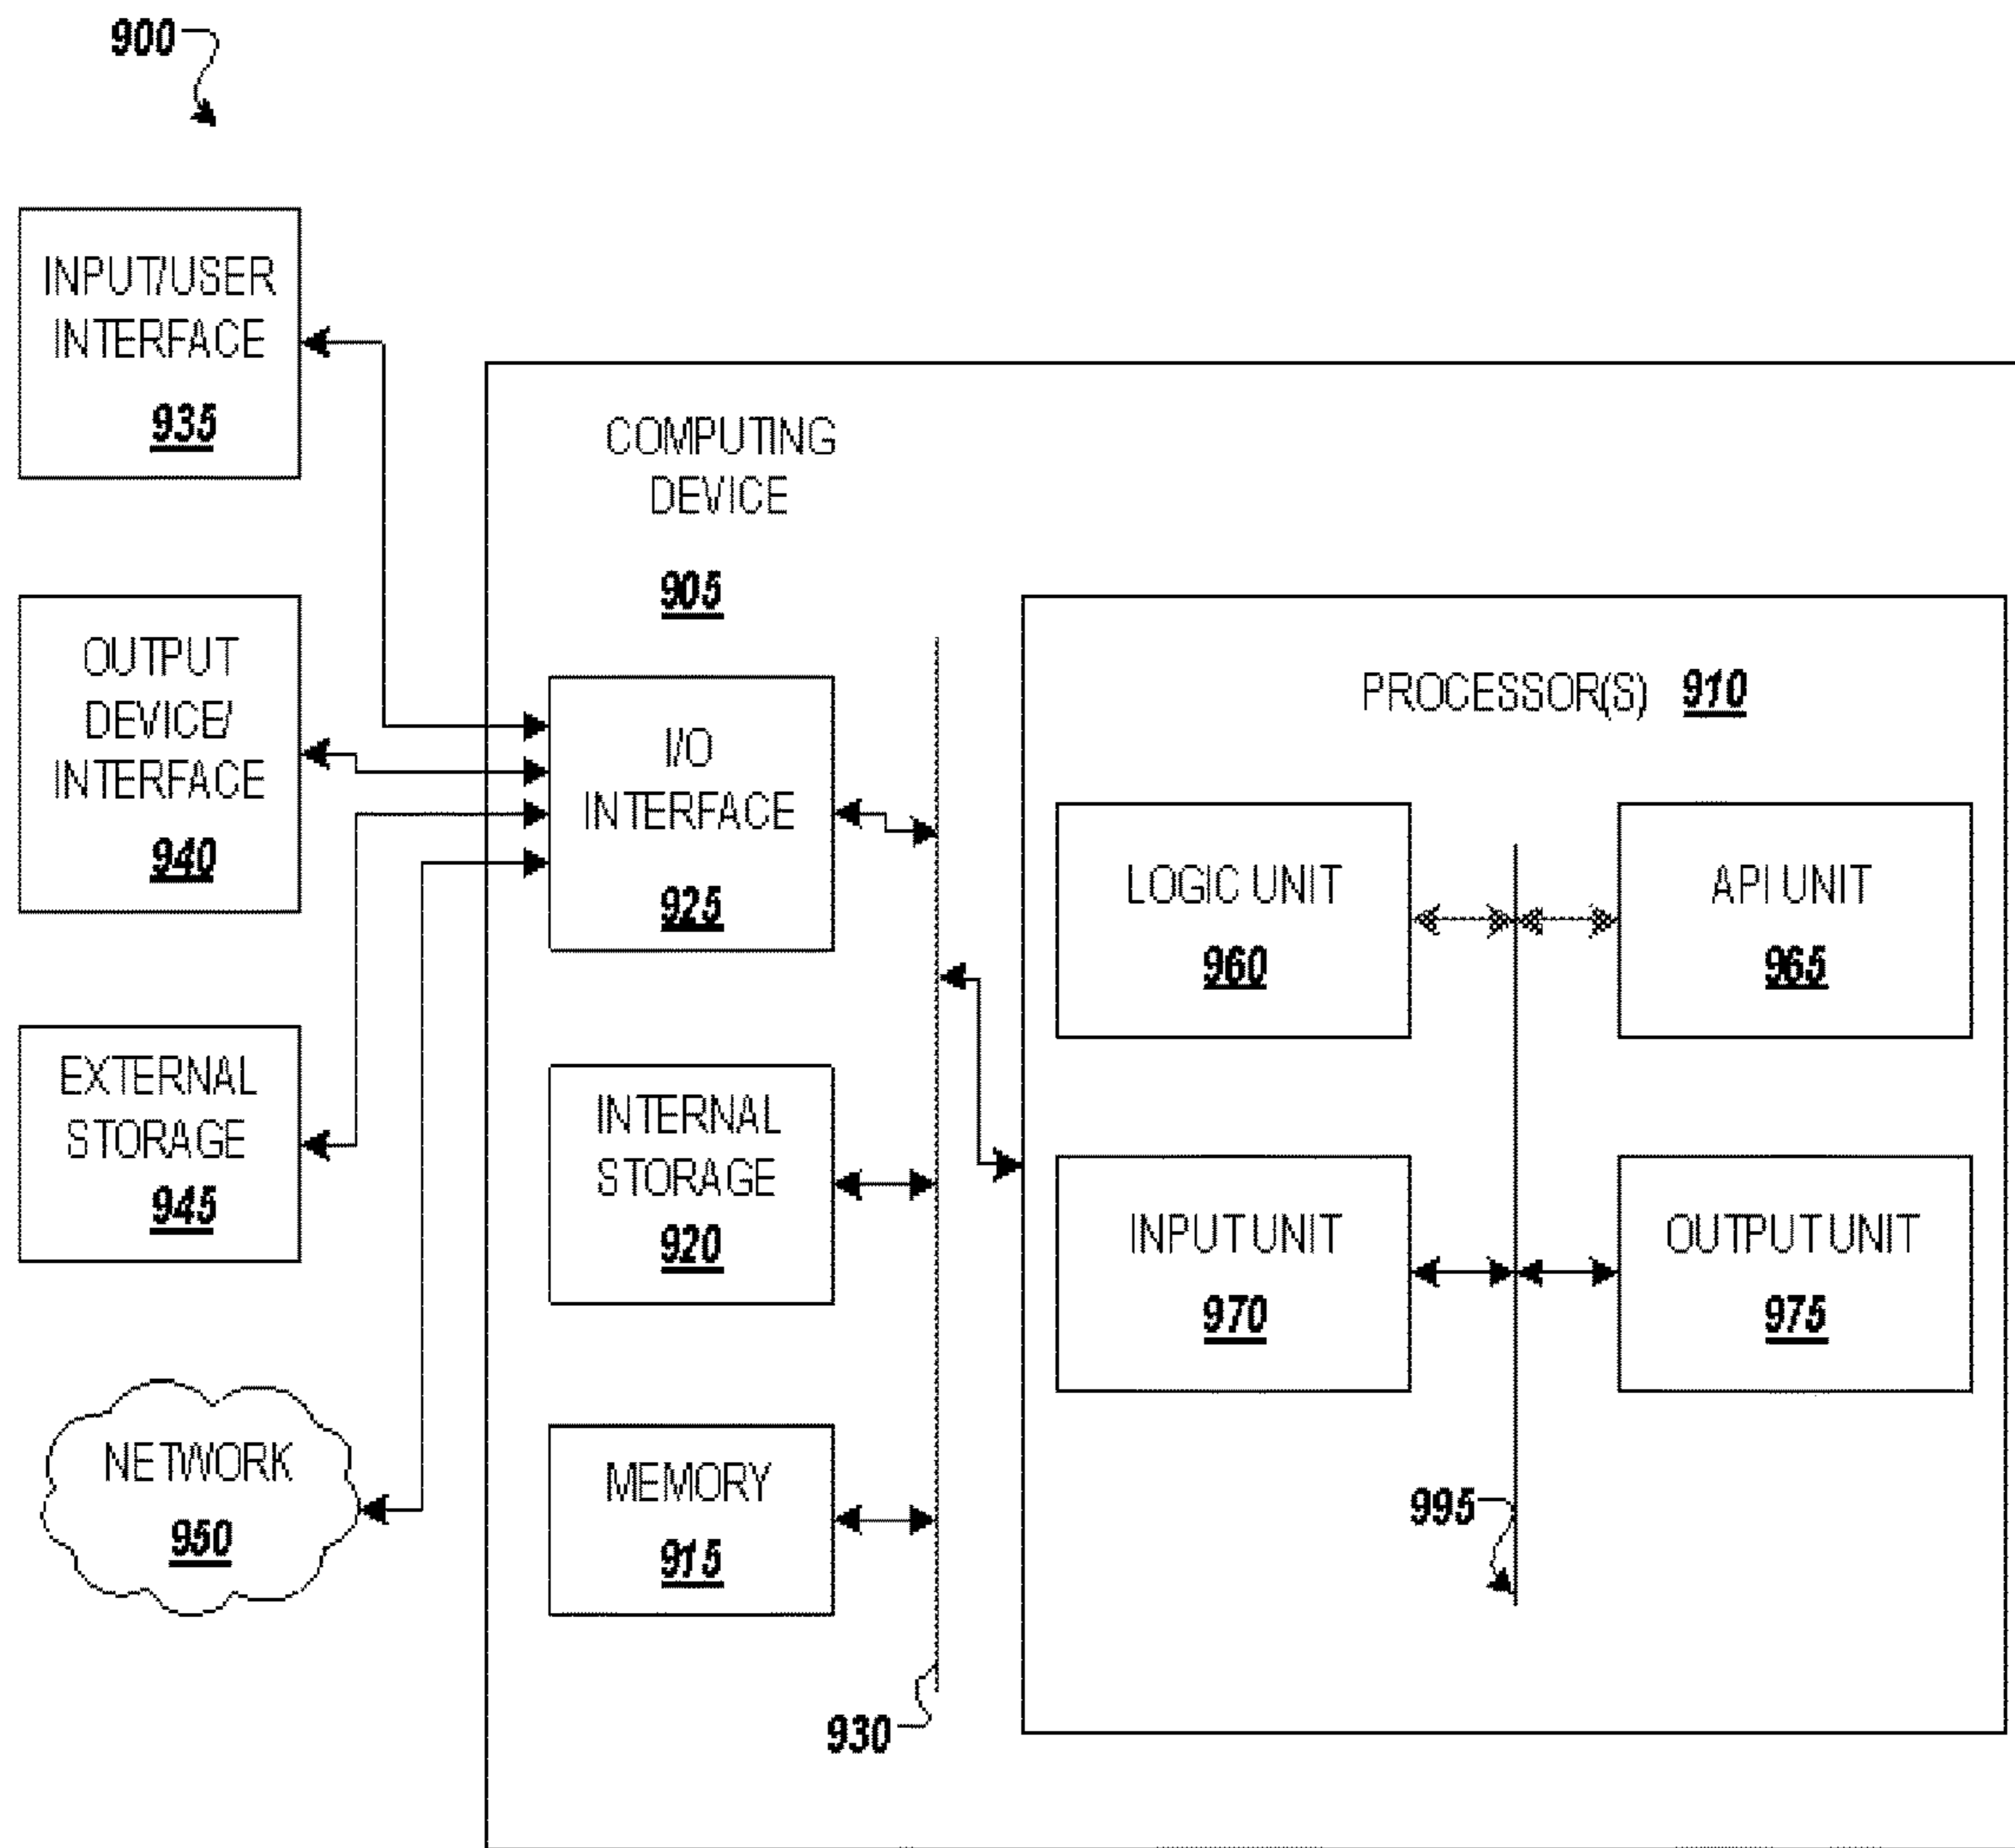 900
INPUT/USER
INTERFACE
935
OUTPUT
DEVICE/
INTERFACE
940
EXTERNAL
STORAGE
945
NETWORK
950
COMPUTING
DEVICE
905
I/O
INTERFACE
925
INTERNAL
STORAGE
920
MEMORY
915
930
PROCESSOR(S) 910
LOGIC UNIT
960
API UNIT
965
INPUT UNIT
970
OUTPUT UNIT
975
995